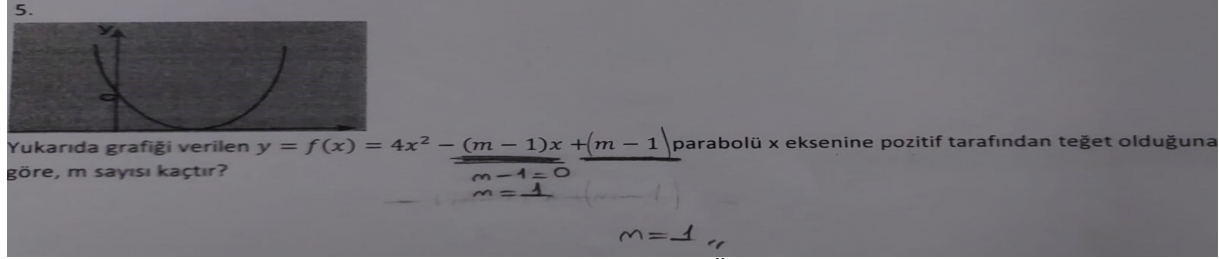 5.
y
Yukarıda grafiği verilen y = f(x) = 4x² − (m − 1)x +(m − 1) parabolü x eksenine pozitif tarafından teğet olduğuna
göre, m sayısı kaçtır?
m-1=0
m=1
m=1